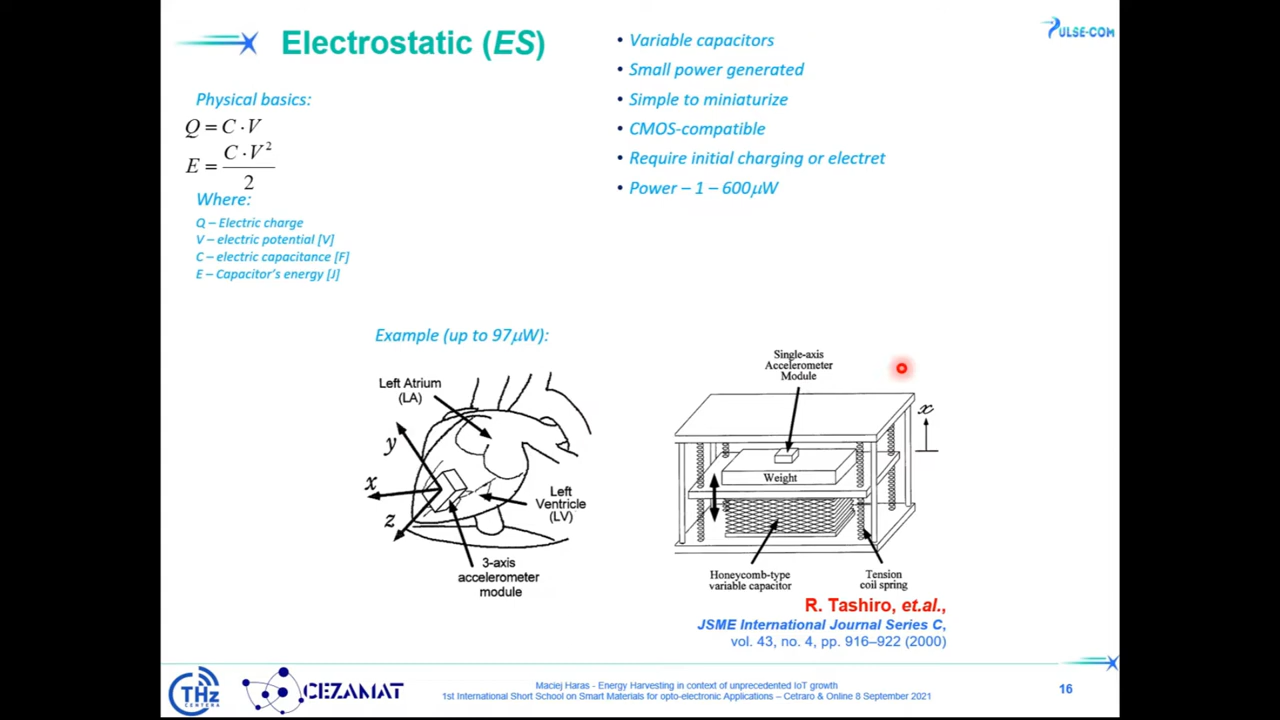 Electrostatic (ES)
PULSE-COM
Physical basics:
Q = C · V
E = C · V² / 2
Where:
Q – Electric charge
V – electric potential [V]
C – electric capacitance [F]
E – Capacitor's energy [J]
• Variable capacitors
• Small power generated
• Simple to miniaturize
• CMOS-compatible
• Require initial charging or electret
• Power – 1 – 600μW
Example (up to 97μW):
Left Atrium
(LA)
y
x
z
Left
Ventricle
(LV)
3-axis
accelerometer
module
Single-axis
Accelerometer
Module
x
Weight
Honeycomb-type
variable capacitor
Tension
coil spring
R. Tashiro, et.al.,
JSME International Journal Series C,
vol. 43, no. 4, pp. 916–922 (2000)
THz
CENTERA
CEZAMAT
Maciej Haras - Energy Harvesting in context of unprecedented IoT growth
1st International Short School on Smart Materials for opto-electronic Applications – Cetraro & Online 8 September 2021
16